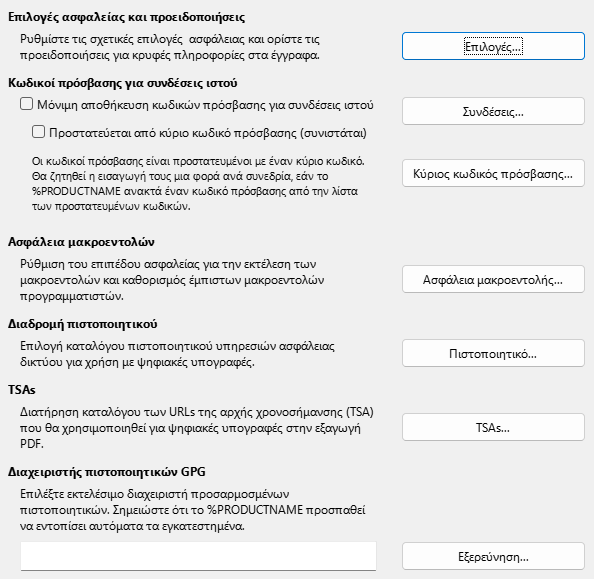 Επιλογές ασφαλείας και προειδοποιήσεις
Ρυθμίστε τις σχετικές επιλογές  ασφάλειας και ορίστε τις
προειδοποιήσεις για κρυφές πληροφορίες στα έγγραφα.
Επιλογές...
Κωδικοί πρόσβασης για συνδέσεις ιστού
Μόνιμη αποθήκευση κωδικών πρόσβασης για συνδέσεις ιστού
Συνδέσεις...
Προστατεύεται από κύριο κωδικό πρόσβασης (συνιστάται)
Οι κωδικοί πρόσβασης είναι προστατευμένοι με έναν κύριο κωδικό.
Θα ζητηθεί η εισαγωγή τους μια φορά ανά συνεδρία, εάν το
%PRODUCTNAME ανακτά έναν κωδικό πρόσβασης από την λίστα
των προστατευμένων κωδικών.
Κύριος κωδικός πρόσβασης...
Ασφάλεια μακροεντολών
Ρύθμιση του επιπέδου ασφαλείας για την εκτέλεση των
μακροεντολών και καθορισμός έμπιστων μακροεντολών
προγραμματιστών.
Ασφάλεια μακροεντολής...
Διαδρομή πιστοποιητικού
Επιλογή καταλόγου πιστοποιητικού υπηρεσιών ασφάλειας
δικτύου για χρήση με ψηφιακές υπογραφές.
Πιστοποιητικό...
TSAs
Διατήρηση καταλόγου των URLs της αρχής χρονοσήμανσης (TSA)
που θα χρησιμοποιηθεί για ψηφιακές υπογραφές στην εξαγωγή
PDF.
TSAs...
Διαχειριστής πιστοποιητικών GPG
Επιλέξτε εκτελέσιμο διαχειριστή προσαρμοσμένων
πιστοποιητικών. Σημειώστε ότι το %PRODUCTNAME προσπαθεί
να εντοπίσει αυτόματα τα εγκατεστημένα.
Εξερεύνηση...